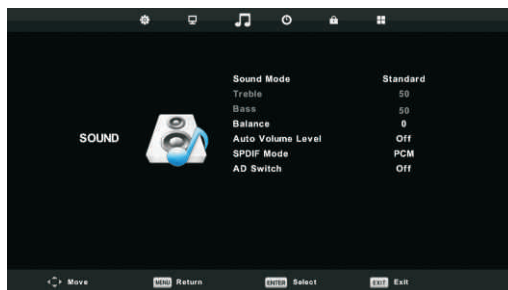 Sound Mode Standard
Treble 50
Bass 50
Balance 0
SOUND
Auto Volume Level Off
SPDIF Mode PCM
AD Switch Off
Move MENU Return ENTER Select EXIT Exit